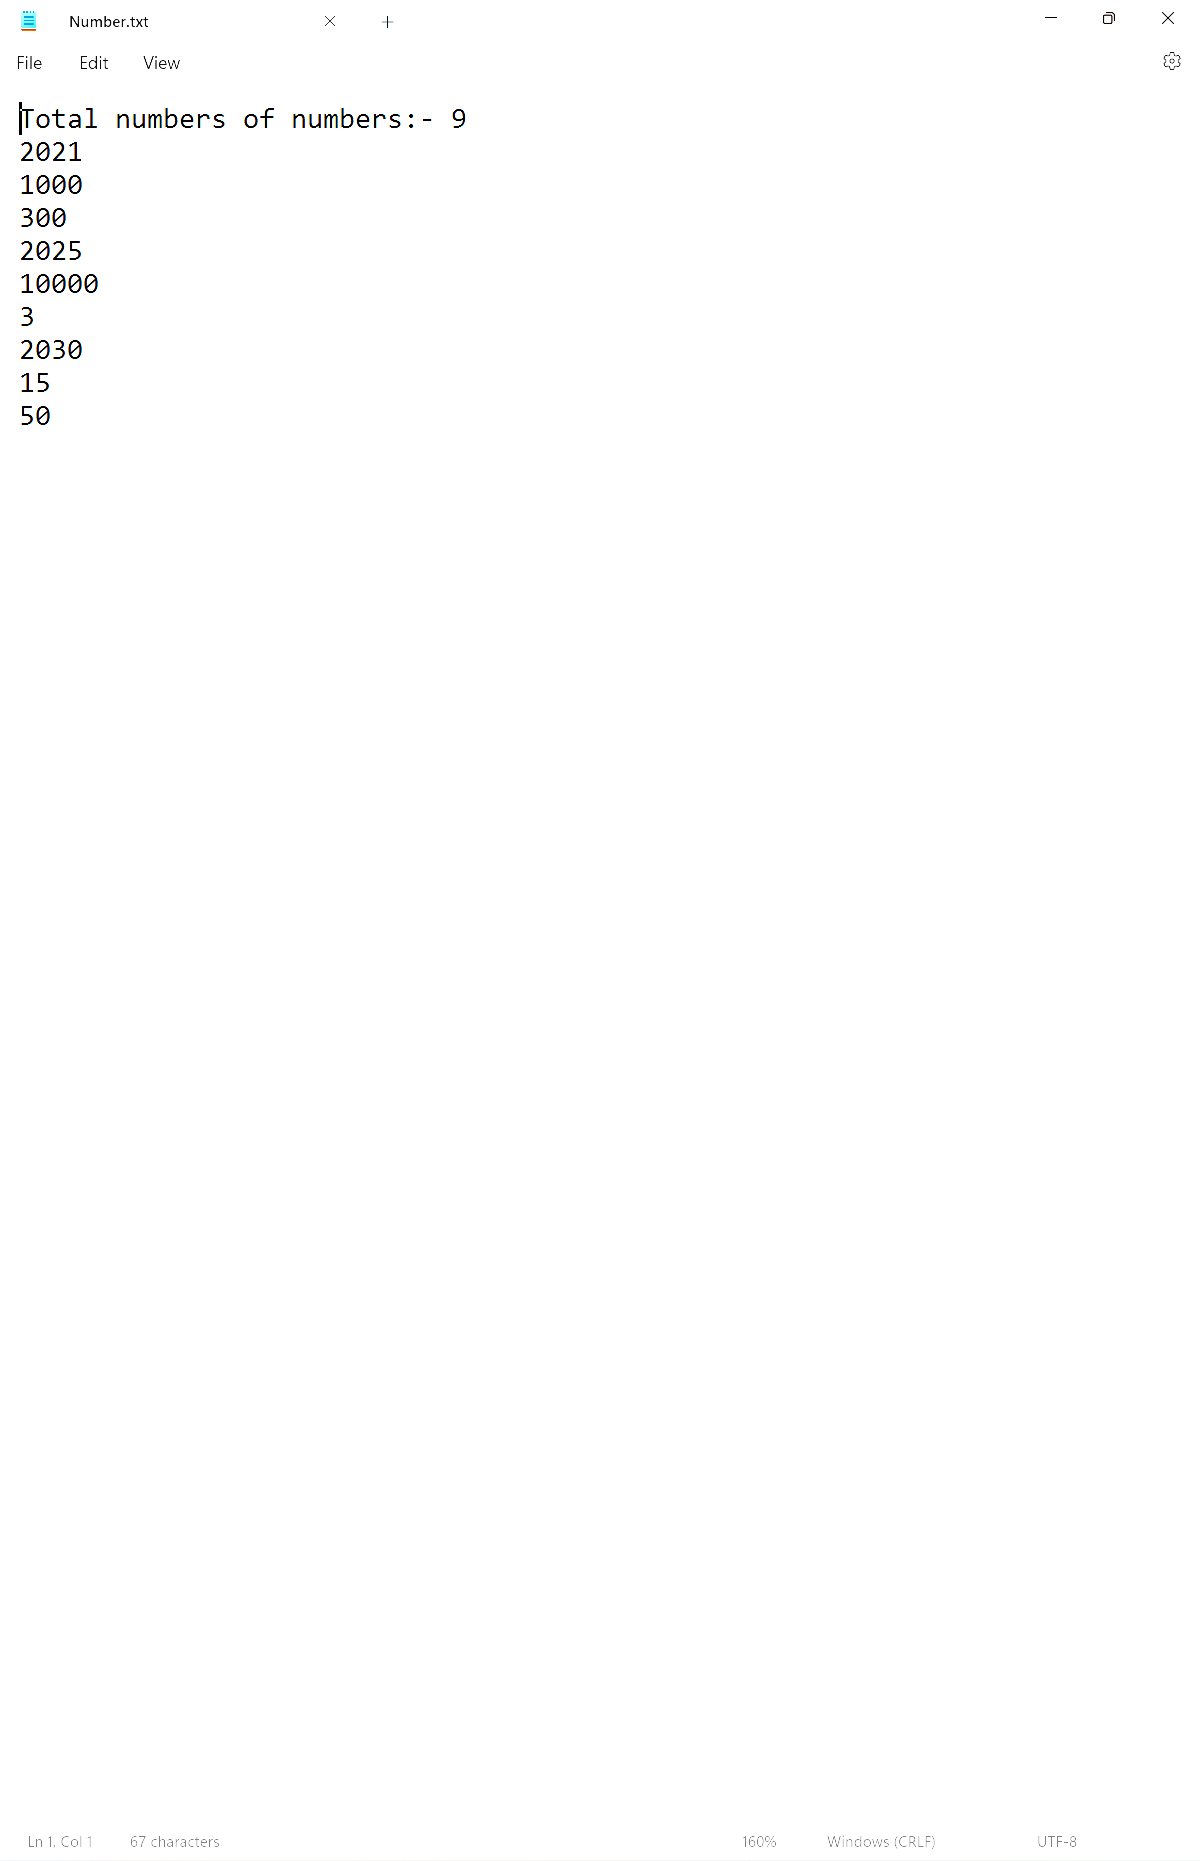 Number.txt
File Edit View
Total numbers of numbers:- 9
2021
1000
300
2025
10000
3
2030
15
50
Ln 1, Col 1 67 characters 160% Windows (CRLF) UTF-8